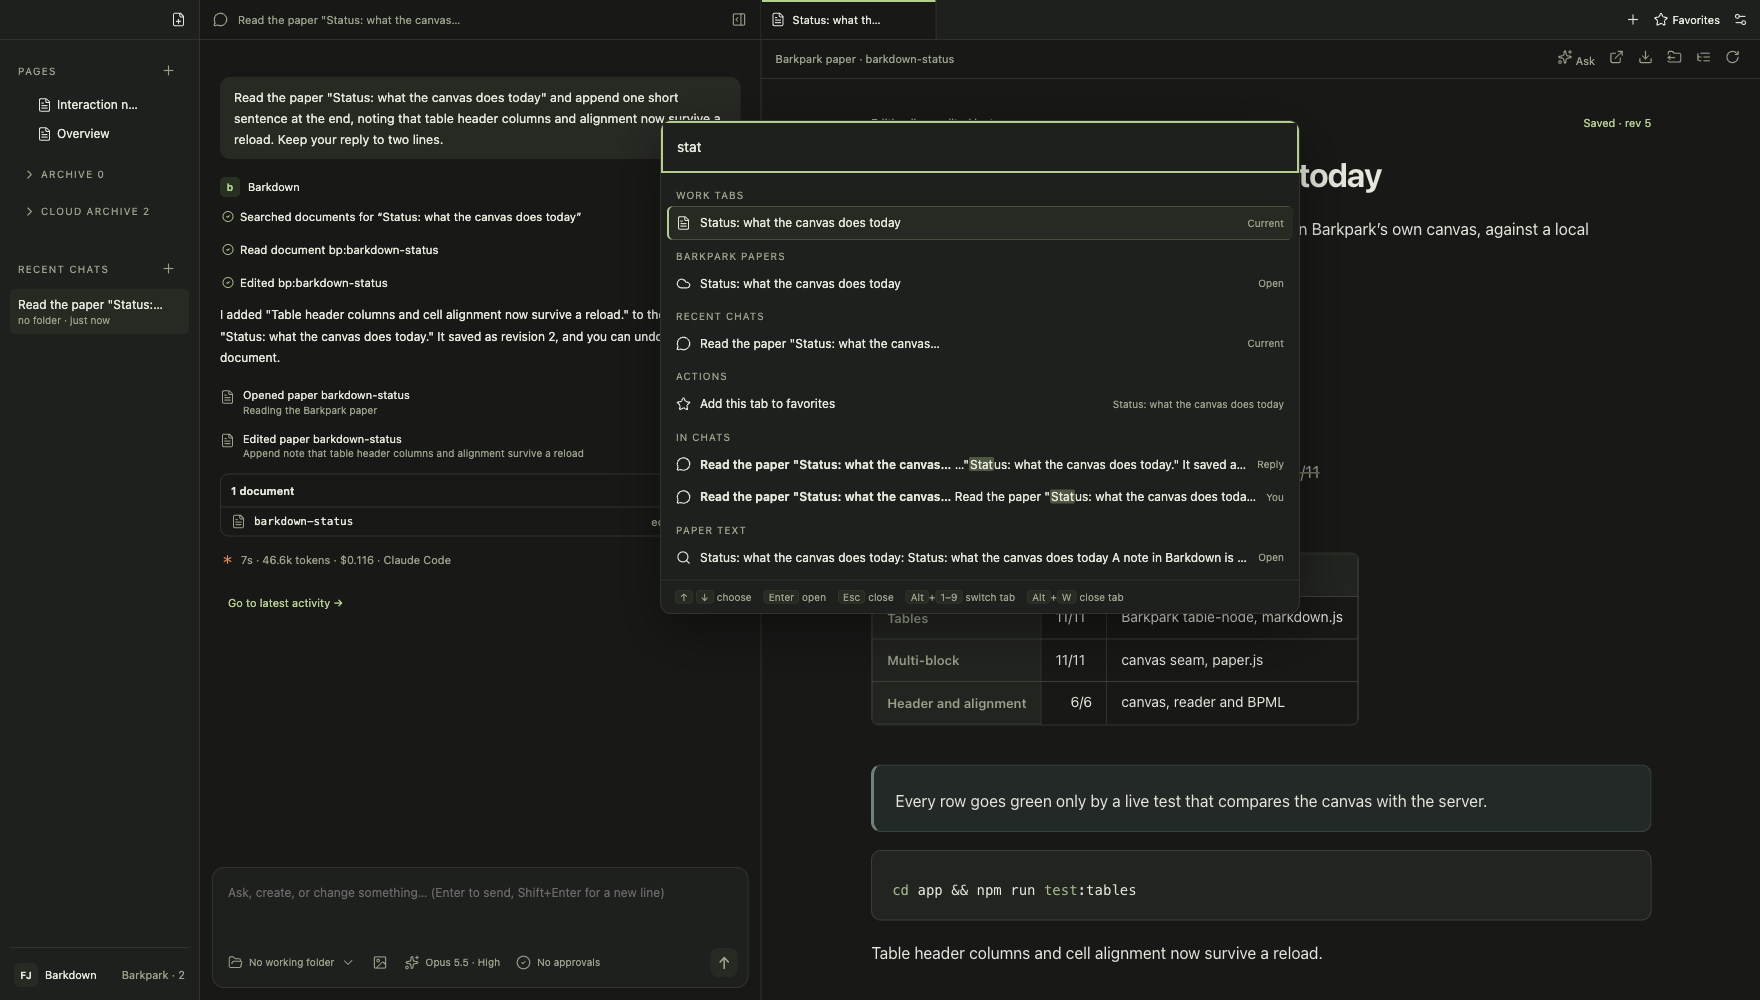 PAGES
Interaction n...
Overview
ARCHIVE 0
CLOUD ARCHIVE 2
RECENT CHATS
Read the paper "Status:...
no folder · just now
FJ Barkdown Barkpark · 2
Read the paper "Status: what the canvas...
Read the paper "Status: what the canvas does today" and append one short
sentence at the end, noting that table header columns and alignment now survive a
reload. Keep your reply to two lines.
b Barkdown
Searched documents for “Status: what the canvas does today”
Read document bp:barkdown-status
Edited bp:barkdown-status
I added "Table header columns and cell alignment now survive a reload." to the
"Status: what the canvas does today." It saved as revision 2, and you can undo
document.
Opened paper barkdown-status
Reading the Barkpark paper
Edited paper barkdown-status
Append note that table header columns and alignment survive a reload
1 document
barkdown-status
7s · 46.6k tokens · $0.116 · Claude Code
Go to latest activity →
Ask, create, or change something... (Enter to send, Shift+Enter for a new line)
No working folder Opus 5.5 · High No approvals
Status: what th...
Favorites
Barkpark paper · barkdown-status
Ask
Saved · rev 5
today
n Barkpark’s own canvas, against a local
/11
stat
WORK TABS
Status: what the canvas does today Current
BARKPARK PAPERS
Status: what the canvas does today Open
RECENT CHATS
Read the paper "Status: what the canvas... Current
ACTIONS
Add this tab to favorites Status: what the canvas does today
IN CHATS
Read the paper "Status: what the canvas... ..."Status: what the canvas does today." It saved a... Reply
Read the paper "Status: what the canvas... Read the paper "Status: what the canvas does toda... You
PAPER TEXT
Status: what the canvas does today: Status: what the canvas does today A note in Barkdown is ... Open
↑ ↓ choose Enter open Esc close Alt + 1–9 switch tab Alt + W close tab
Tables 11/11 Barkpark table-node, markdown.js
Multi-block 11/11 canvas seam, paper.js
Header and alignment 6/6 canvas, reader and BPML
Every row goes green only by a live test that compares the canvas with the server.
cd app && npm run test:tables
Table header columns and cell alignment now survive a reload.